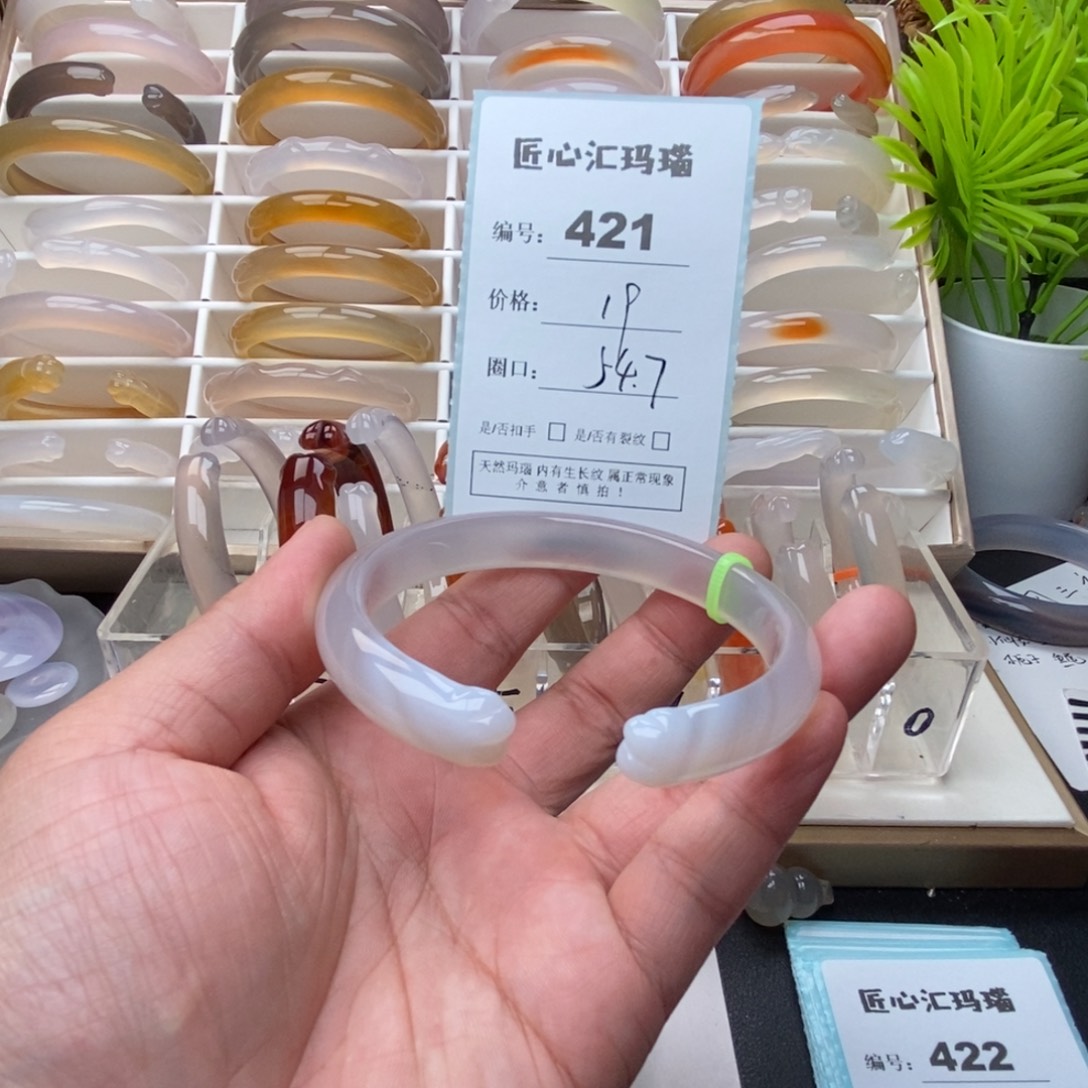 匠心汇玛瑙
编号: 421
价格: 19
圈口: 54.7
是/否扣手 □ 是/否有裂纹 □
天然玛瑙 内有生长纹 属正常现象
介意者慎拍！
0
匠心汇玛瑙
编号: 422